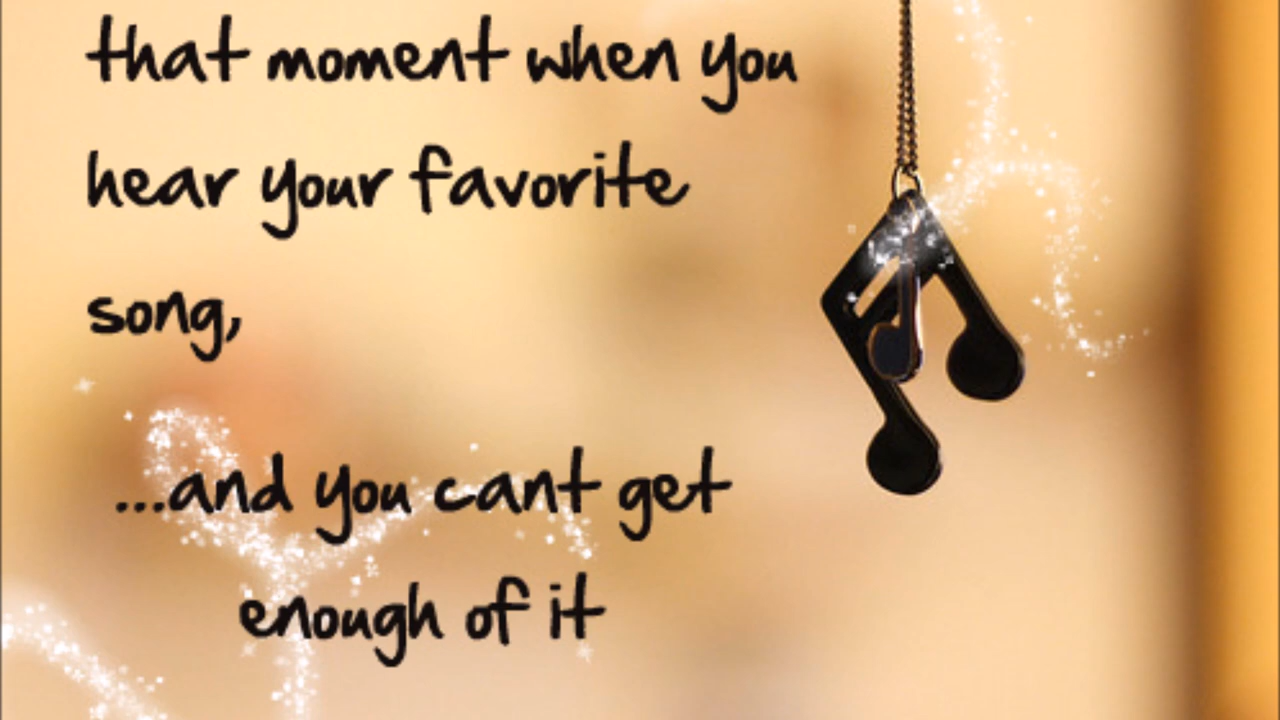 that moment when you
hear your favorite
song,
...and you cant get
enough of it